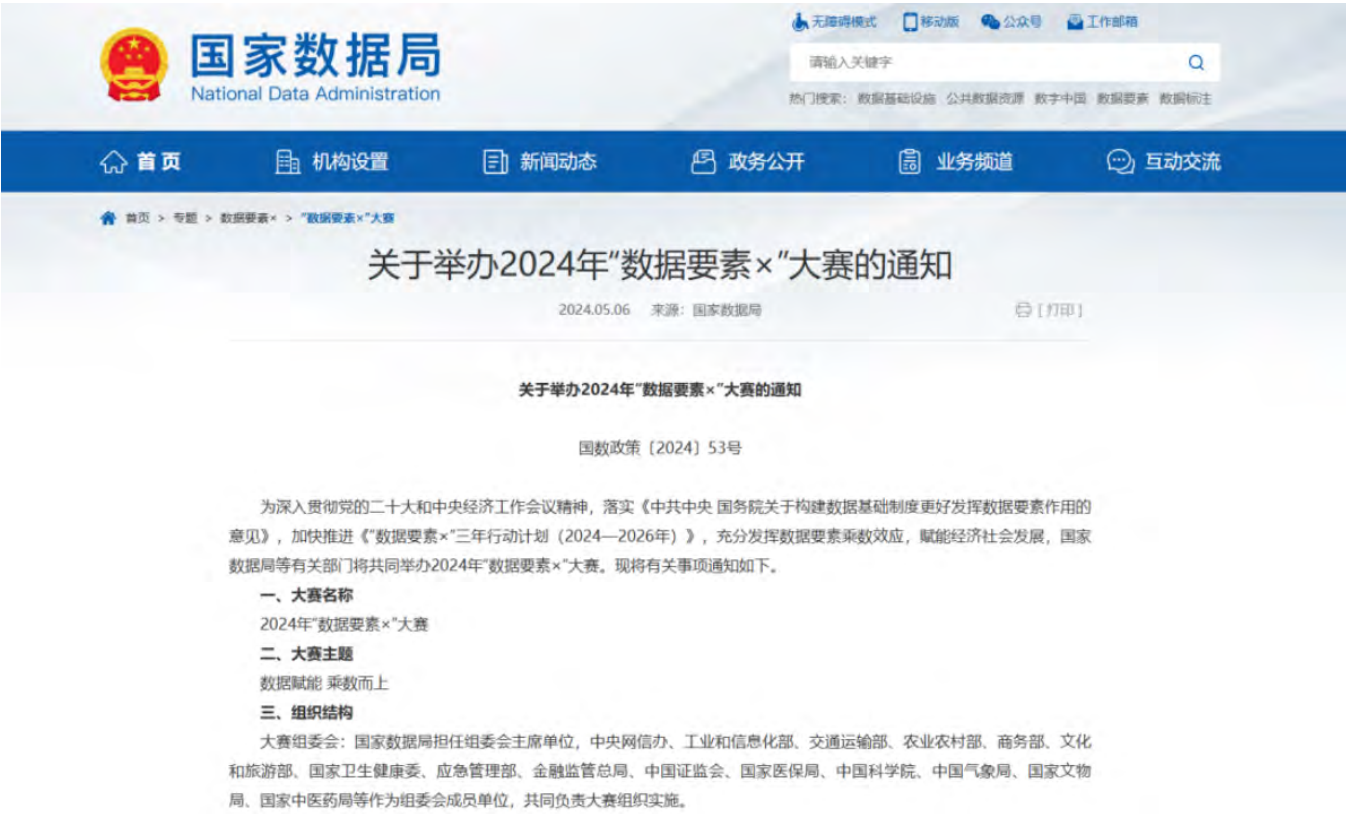 无障碍模式 移动版 公众号 工作邮箱
国家数据局
National Data Administration
请输入关键字
热门搜索: 数据基础设施 公共数据资源 数字中国 数据要素 数据标注
首页 机构设置 新闻动态 政务公开 业务频道 互动交流
首页 > 专题 > 数据要素× > “数据要素×”大赛
关于举办2024年“数据要素×”大赛的通知
2024.05.06 来源：国家数据局 [打印]
关于举办2024年“数据要素×”大赛的通知
国数政策〔2024〕53号
为深入贯彻党的二十大和中央经济工作会议精神，落实《中共中央 国务院关于构建数据基础制度更好发挥数据要素作用的
意见》，加快推进《“数据要素×”三年行动计划（2024—2026年）》，充分发挥数据要素乘数效应，赋能经济社会发展，国家
数据局等有关部门将共同举办2024年“数据要素×”大赛。现将有关事项通知如下。
一、大赛名称
2024年“数据要素×”大赛
二、大赛主题
数据赋能 乘数而上
三、组织结构
大赛组委会：国家数据局担任组委会主席单位，中央网信办、工业和信息化部、交通运输部、农业农村部、商务部、文化
和旅游部、国家卫生健康委、应急管理部、金融监管总局、中国证监会、国家医保局、中国科学院、中国气象局、国家文物
局、国家中医药局等作为组委会成员单位，共同负责大赛组织实施。